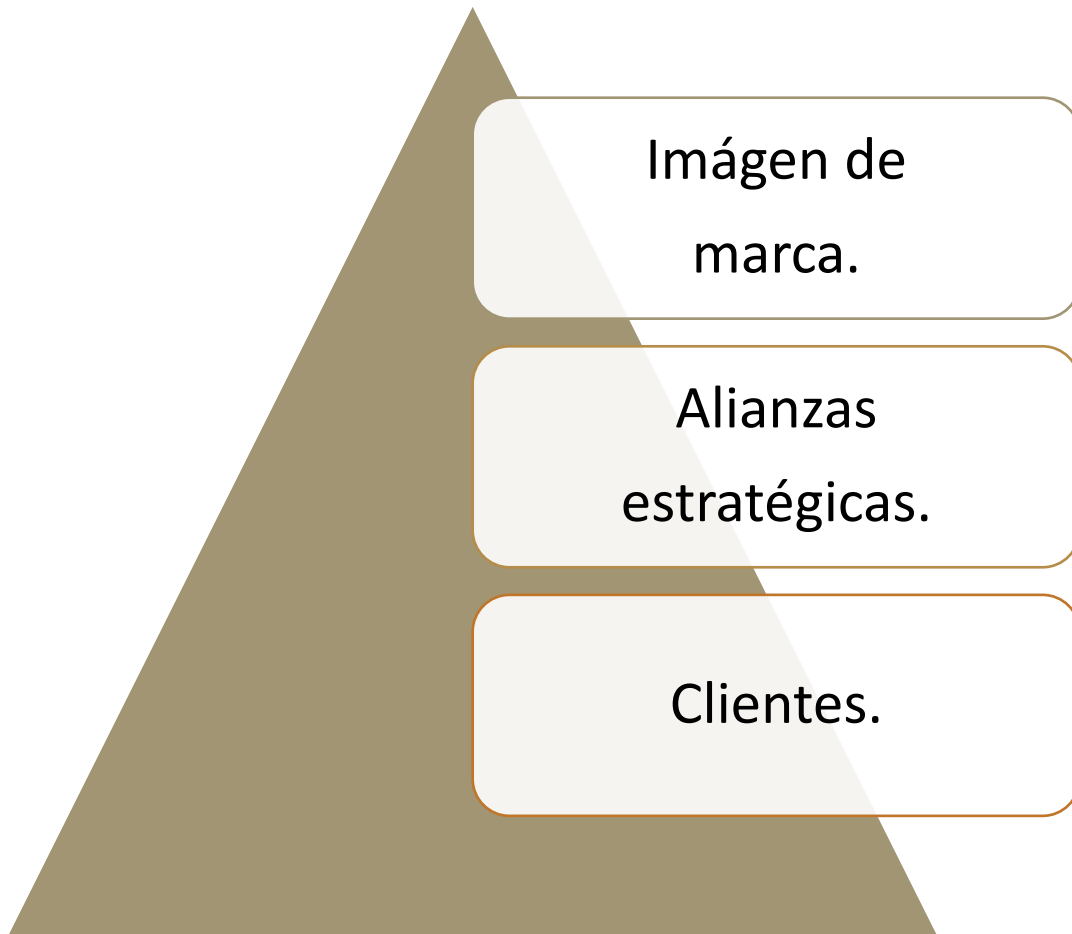 Imágen de
marca.
Alianzas
estratégicas.
Clientes.